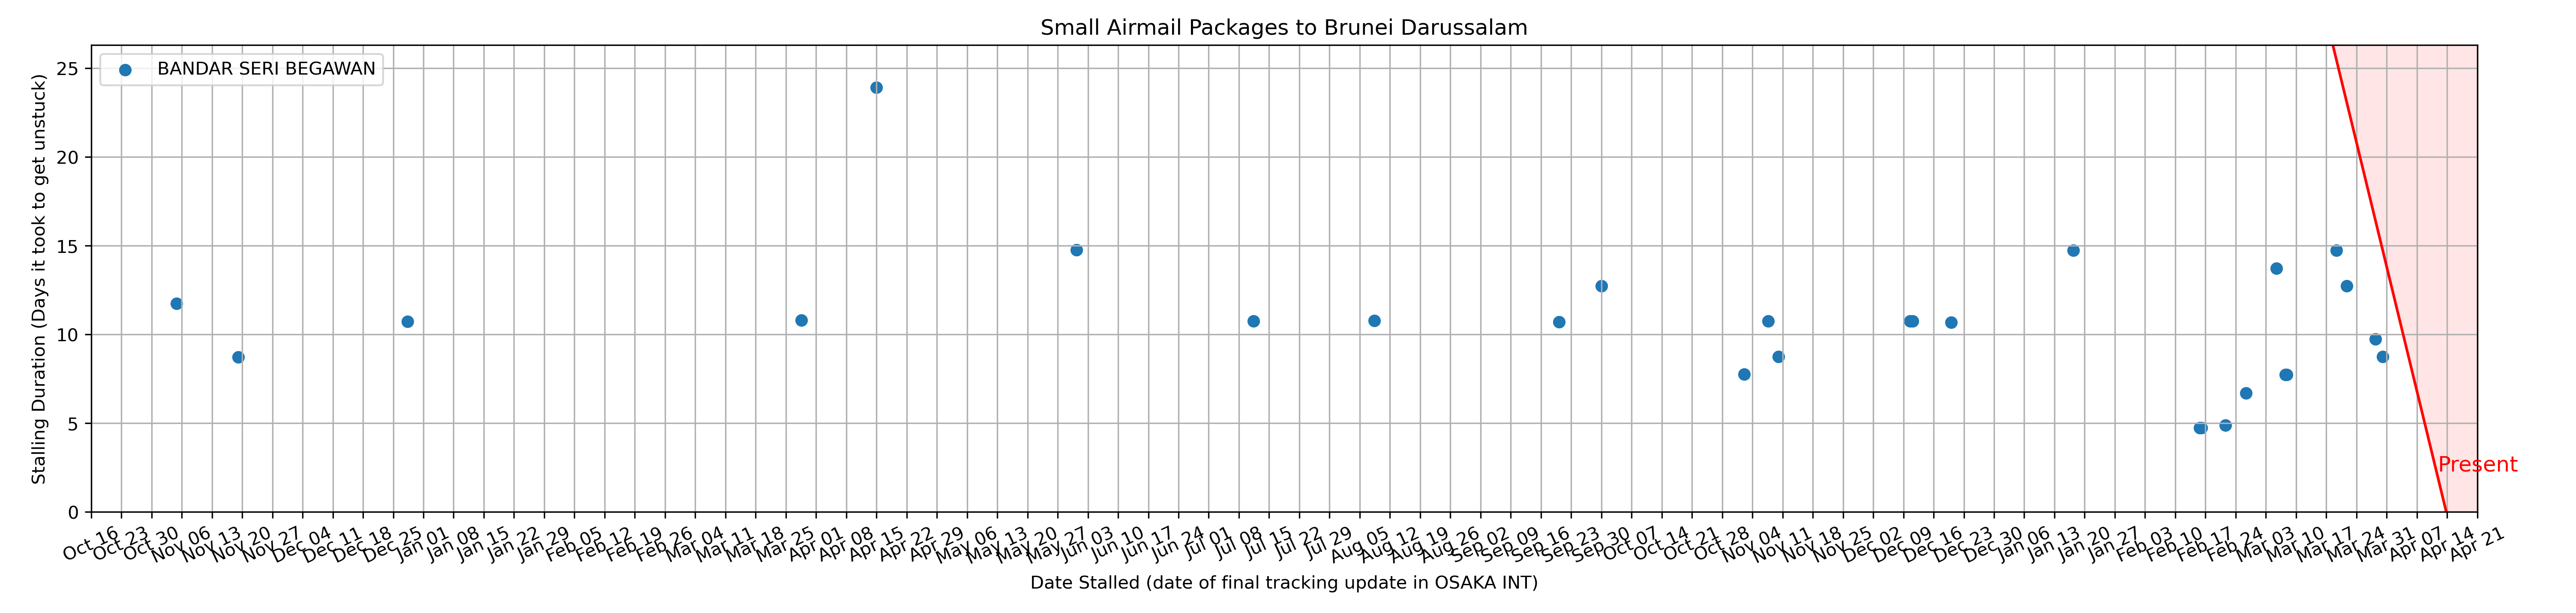 Small Airmail Packages to Brunei Darussalam
BANDAR SERI BEGAWAN
Stalling Duration (Days it took to get unstuck)
25
20
15
10
5
0
Present
Oct 16 Oct 23 Oct 30 Nov 06 Nov 13 Nov 20 Nov 27 Dec 04 Dec 11 Dec 18 Dec 25 Jan 01 Jan 08 Jan 15 Jan 22 Jan 29 Feb 05 Feb 12 Feb 19 Feb 26 Mar 04 Mar 11 Mar 18 Mar 25 Apr 01 Apr 08 Apr 15 Apr 22 Apr 29 May 06 May 13 May 20 May 27 Jun 03 Jun 10 Jun 17 Jun 24 Jul 01 Jul 08 Jul 15 Jul 22 Jul 29 Aug 05 Aug 12 Aug 19 Aug 26 Sep 02 Sep 09 Sep 16 Sep 23 Sep 30 Oct 07 Oct 14 Oct 21 Oct 28 Nov 04 Nov 11 Nov 18 Nov 25 Dec 02 Dec 09 Dec 16 Dec 23 Dec 30 Jan 06 Jan 13 Jan 20 Jan 27 Feb 03 Feb 10 Feb 17 Feb 24 Mar 03 Mar 10 Mar 17 Mar 24 Mar 31 Apr 07 Apr 14 Apr 21
Date Stalled (date of final tracking update in OSAKA INT)